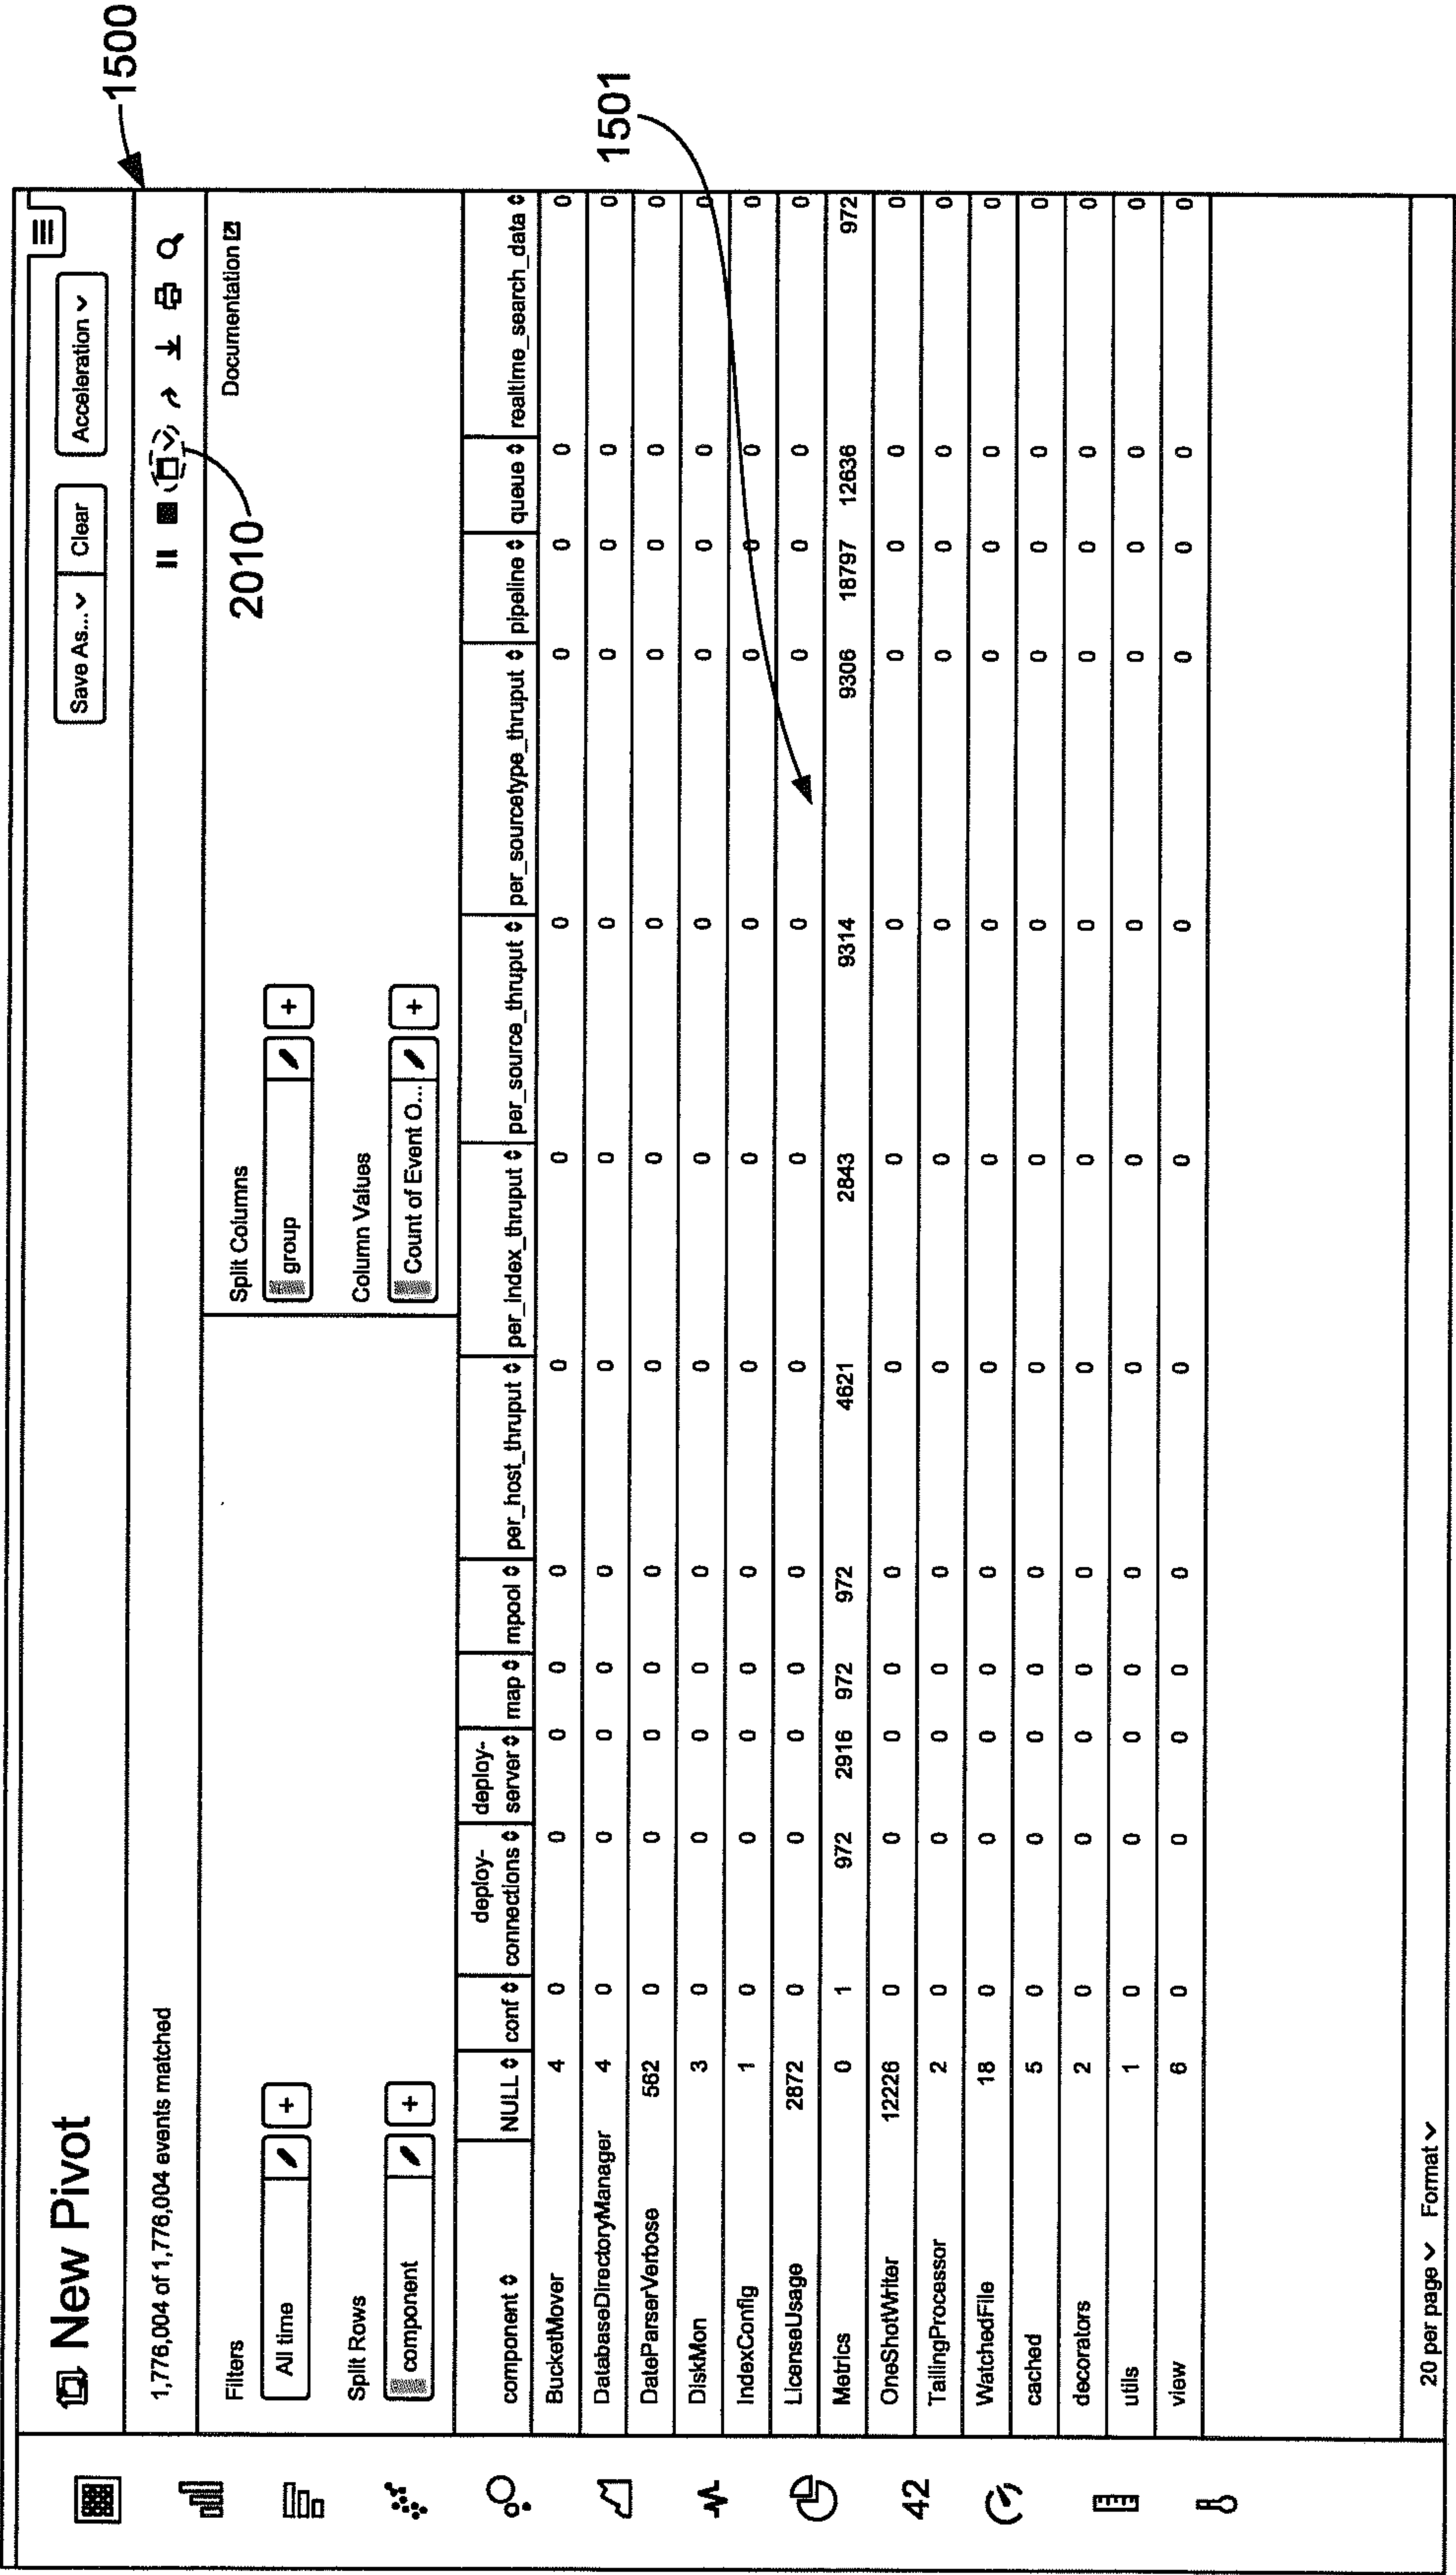 1500
New Pivot
Save As... Clear Acceleration
1,776,004 of 1,776,004 events matched
2010
Filters
All time +
Split Columns
group +
Documentation
Split Rows
component +
Column Values
Count of Event O... +
1501
component NULL conf deploy-connections deploy-server map mpool per_host_thruput per_index_thruput per_source_thruput per_sourcetype_thruput pipeline queue realtime_search_data
BucketMover 4 0 0 0 0 0 0 0 0 0 0 0 0
DatabaseDirectoryManager 4 0 0 0 0 0 0 0 0 0 0 0 0
DateParserVerbose 562 0 0 0 0 0 0 0 0 0 0 0 0
DiskMon 3 0 0 0 0 0 0 0 0 0 0 0 0
IndexConfig 1 0 0 0 0 0 0 0 0 0 0 0 0
LicenseUsage 2872 0 0 0 0 0 0 0 0 0 0 0 0
Metrics 0 1 972 2916 972 972 4621 2843 9314 9306 18797 12636 972
OneShotWriter 12226 0 0 0 0 0 0 0 0 0 0 0 0
TailingProcessor 2 0 0 0 0 0 0 0 0 0 0 0 0
WatchedFile 18 0 0 0 0 0 0 0 0 0 0 0 0
cached 5 0 0 0 0 0 0 0 0 0 0 0 0
decorators 2 0 0 0 0 0 0 0 0 0 0 0 0
utils 1 0 0 0 0 0 0 0 0 0 0 0 0
view 6 0 0 0 0 0 0 0 0 0 0 0 0
42
20 per page Format